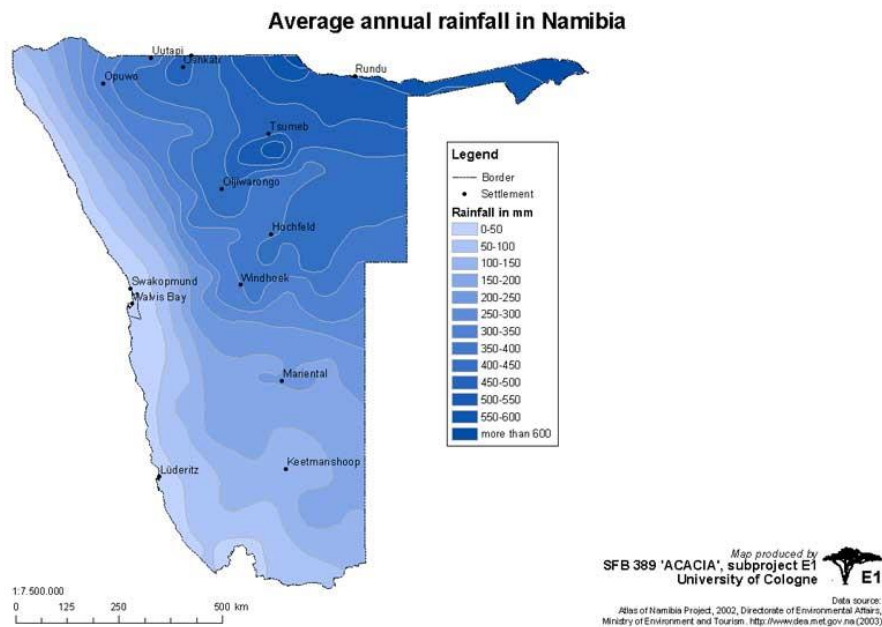 Average annual rainfall in Namibia
Uutapi
Oshkati
Opuwo
Rundu
Tsumeb
Otjiwarongo
Hochfeld
Windhoek
Swakopmund
Walvis Bay
Mariental
Keetmanshoop
Lüderitz
Legend
Border
Settlement
Rainfall in mm
0-50
50-100
100-150
150-200
200-250
250-300
300-350
350-400
400-450
450-500
500-550
550-600
more than 600
1:7.500.000
0 125 250 500 km
Map produced by
SFB 389 'ACACIA', subproject E1
University of Cologne
E1
Data source:
Atlas of Namibia Project, 2002, Directorate of Environmental Affairs,
Ministry of Environment and Tourism. http://www.dea.met.gov.na (2003)